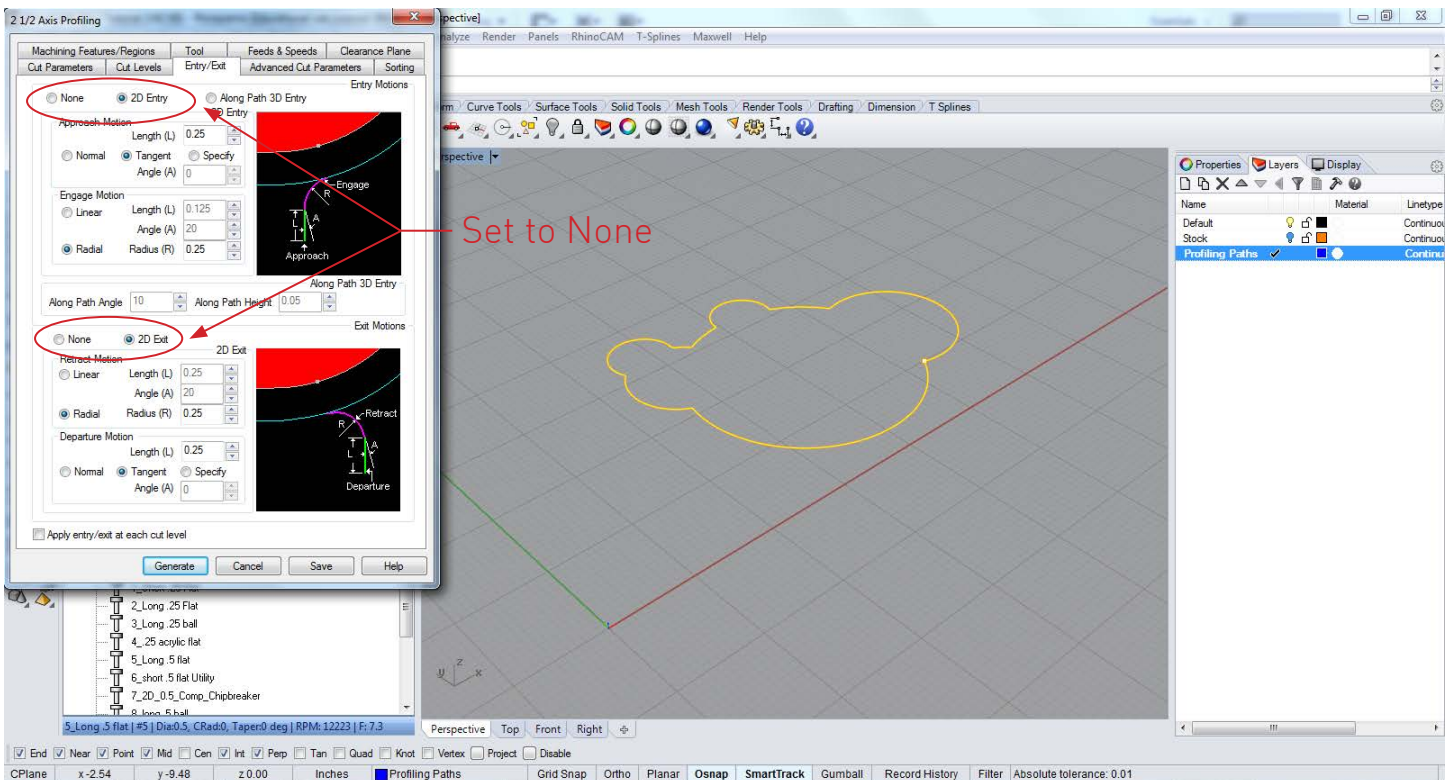 2 1/2 Axis Profiling
Machining Features/Regions Tool Feeds & Speeds Clearance Plane
Cut Parameters Cut Levels Entry/Exit Advanced Cut Parameters Sorting
Entry Motions
None 2D Entry Along Path 3D Entry
2D Entry
Approach Motion
Length (L) 0.25
Normal Tangent Specify
Angle (A) 0
Engage Motion
Linear Length (L) 0.125
Angle (A) 20
Radial Radius (R) 0.25
Engage
R
A
L
Approach
Along Path 3D Entry
Along Path Angle 10 Along Path Height 0.05
Exit Motions
None 2D Exit
2D Exit
Retract Motion
Linear Length (L) 0.25
Angle (A) 20
Radial Radius (R) 0.25
Departure Motion
Length (L) 0.25
Normal Tangent Specify
Angle (A) 0
Retract
R
A
L
Departure
Apply entry/exit at each cut level
Generate Cancel Save Help
Set to None
pective]
nalyze Render Panels RhinoCAM T-Splines Maxwell Help
rm Curve Tools Surface Tools Solid Tools Mesh Tools Render Tools Drafting Dimension T Splines
rspective
Properties Layers Display
Name Material Linetype
Default Continuou
Stock Continuou
Profiling Paths Continu
2_Long .25 Flat
3_Long .25 ball
4_.25 acrylic flat
5_Long .5 flat
6_short .5 flat Utility
7_2D_0.5_Comp_Chipbreaker
8_long .5 ball
5_Long .5 flat | #5 | Dia:0.5, CRad:0, Taper:0 deg | RPM: 12223 | F: 7.3
z
y x
Perspective Top Front Right
End Near Point Mid Cen Int Perp Tan Quad Knot Vertex Project Disable
CPlane x -2.54 y -9.48 z 0.00 Inches Profiling Paths Grid Snap Ortho Planar Osnap SmartTrack Gumball Record History Filter Absolute tolerance: 0.01